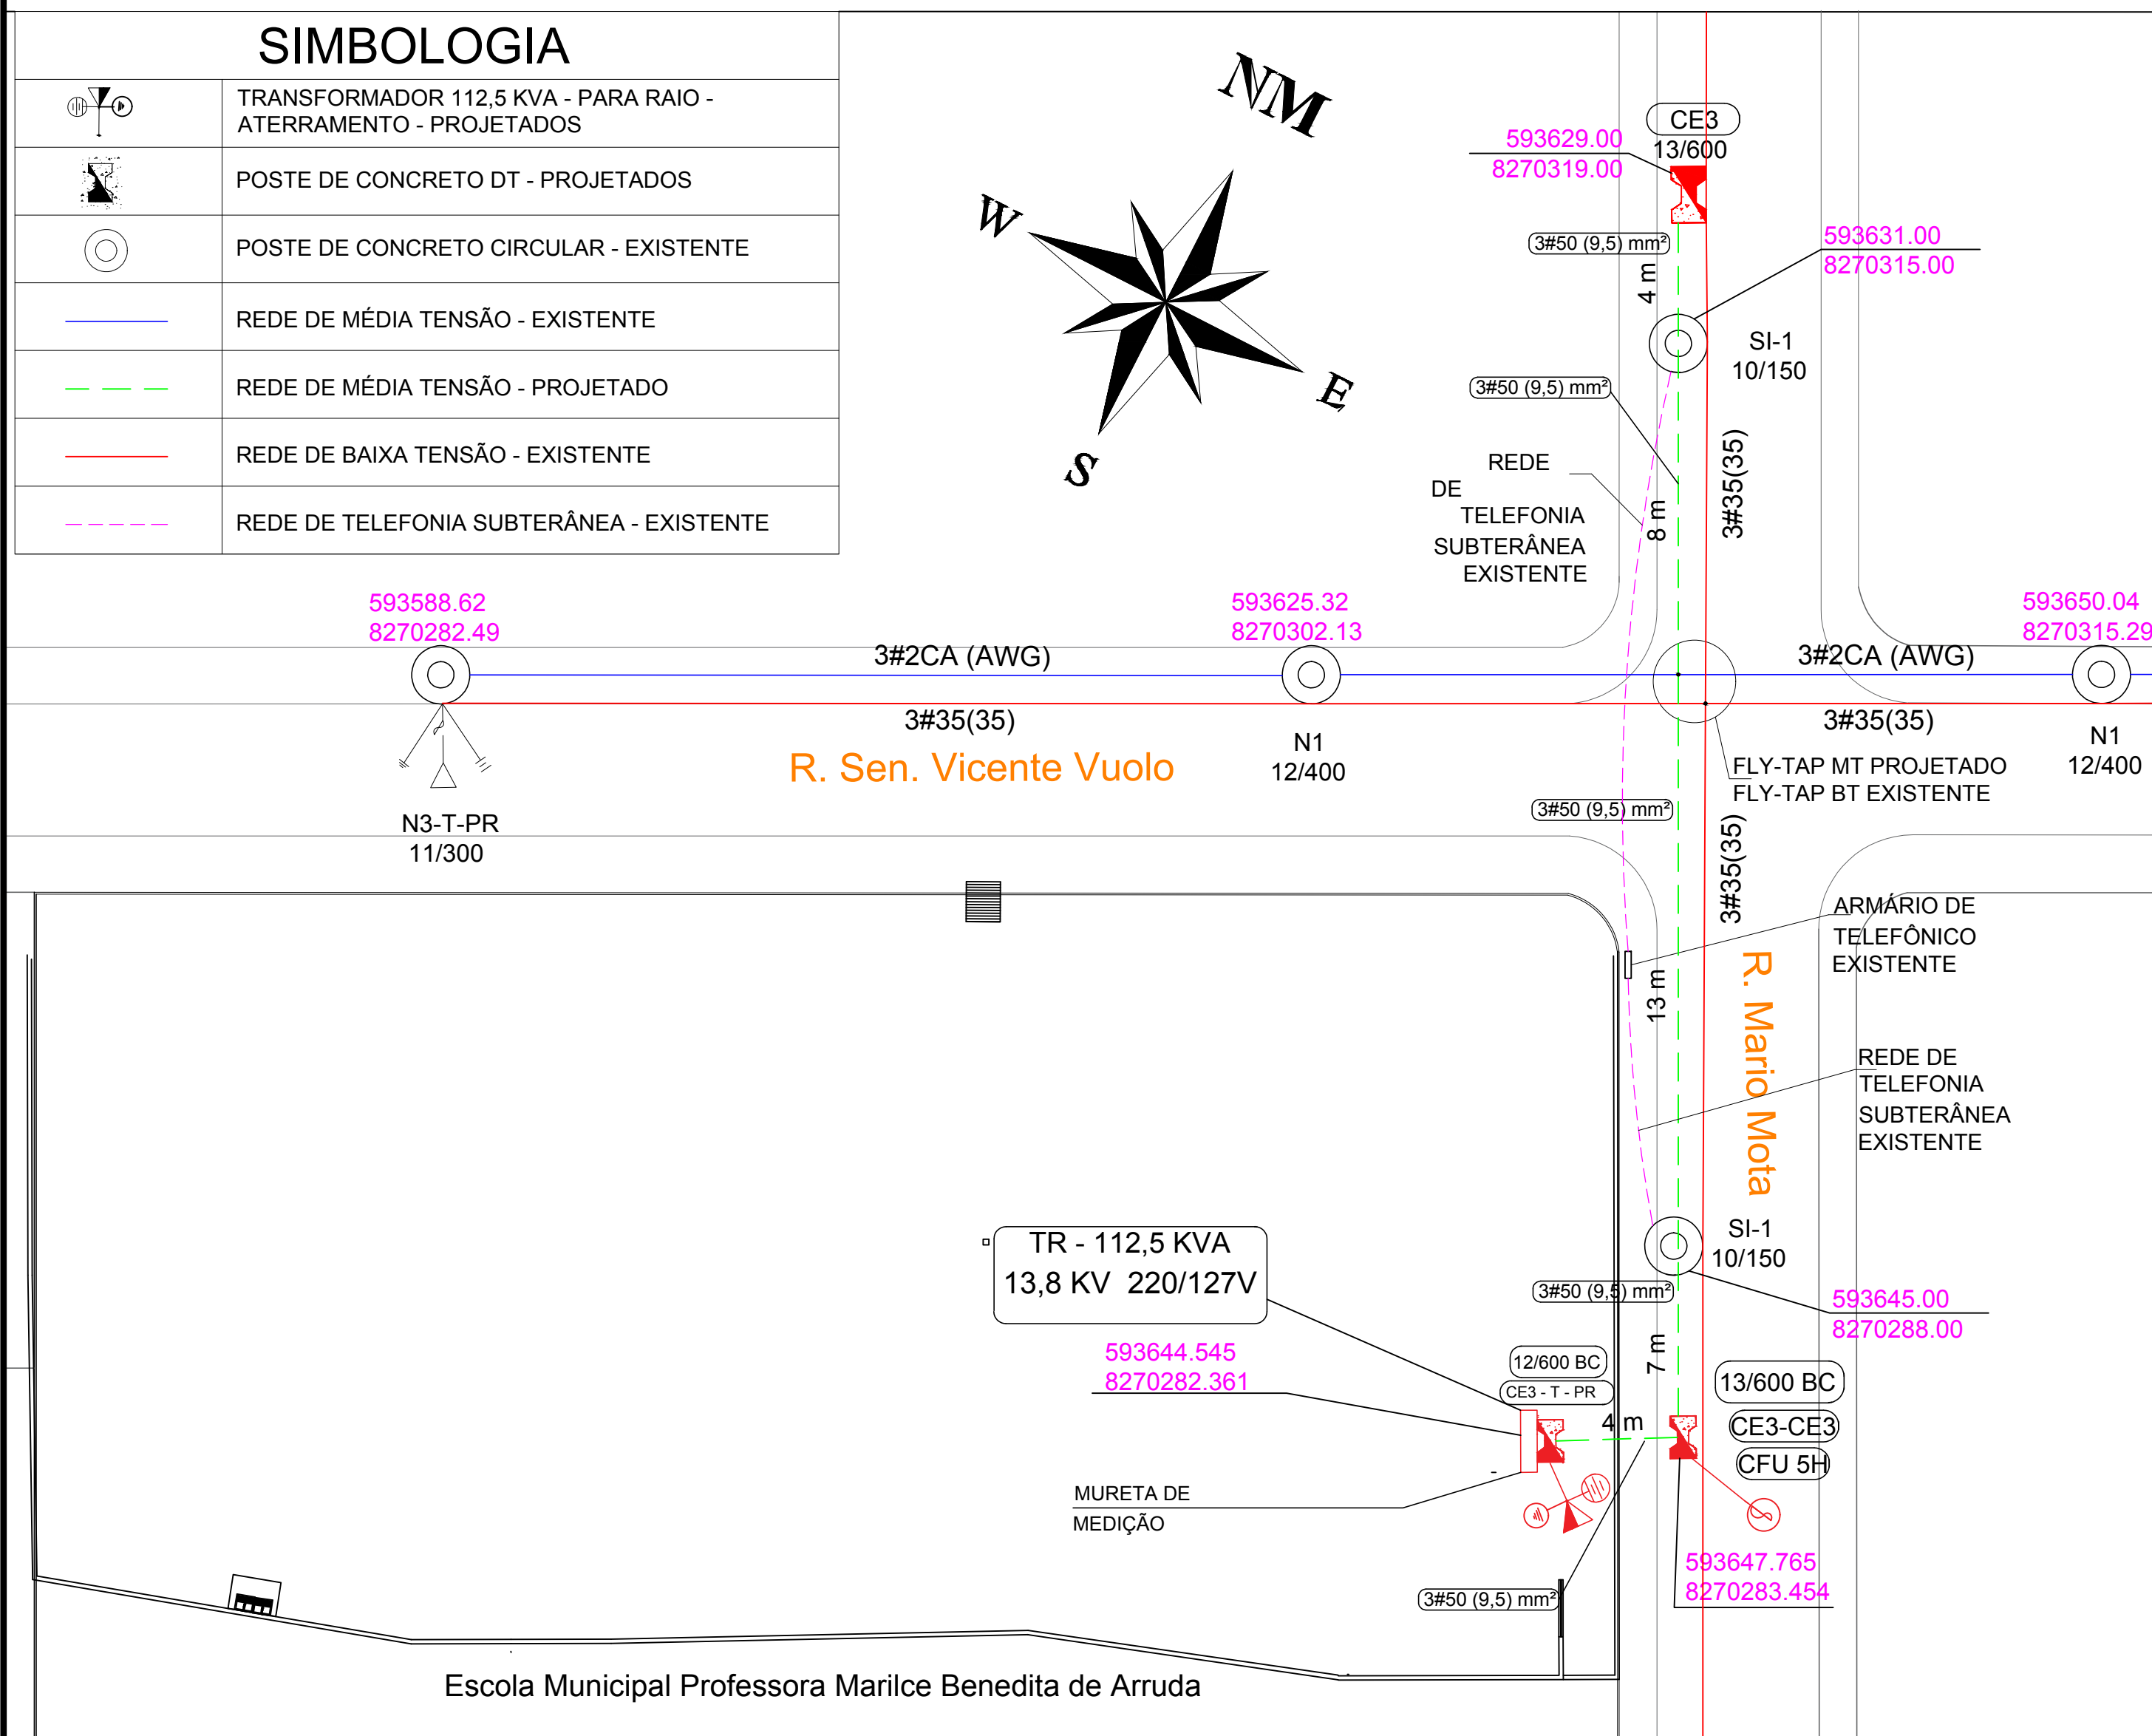 SIMBOLOGIA
TRANSFORMADOR 112,5 KVA - PARA RAIO -
ATERRAMENTO - PROJETADOS
POSTE DE CONCRETO DT - PROJETADOS
POSTE DE CONCRETO CIRCULAR - EXISTENTE
REDE DE MÉDIA TENSÃO - EXISTENTE
REDE DE MÉDIA TENSÃO - PROJETADO
REDE DE BAIXA TENSÃO - EXISTENTE
REDE DE TELEFONIA SUBTERÂNEA - EXISTENTE
NM
W
E
S
CE3
13/600
593629.00
8270319.00
3#50 (9,5) mm²
4 m
593631.00
8270315.00
SI-1
10/150
3#50 (9,5) mm²
REDE
DE
TELEFONIA
SUBTERÂNEA
EXISTENTE
8 m
3#35(35)
593588.62
8270282.49
593625.32
8270302.13
593650.04
8270315.29
3#2CA (AWG)
3#2CA (AWG)
3#35(35)
3#35(35)
N1
12/400
N1
12/400
R. Sen. Vicente Vuolo
FLY-TAP MT PROJETADO
FLY-TAP BT EXISTENTE
N3-T-PR
11/300
3#50 (9,5) mm²
3#35(35)
ARMÁRIO DE
TELEFÔNICO
EXISTENTE
13 m
R. Mario Mota
REDE DE
TELEFONIA
SUBTERÂNEA
EXISTENTE
TR - 112,5 KVA
13,8 KV 220/127V
SI-1
10/150
3#50 (9,5) mm²
593645.00
8270288.00
593644.545
8270282.361
12/600 BC
CE3 - T - PR
7 m
13/600 BC
CE3-CE3
CFU 5H
4 m
MURETA DE
MEDIÇÃO
593647.765
8270283.454
3#50 (9,5) mm²
Escola Municipal Professora Marilce Benedita de Arruda